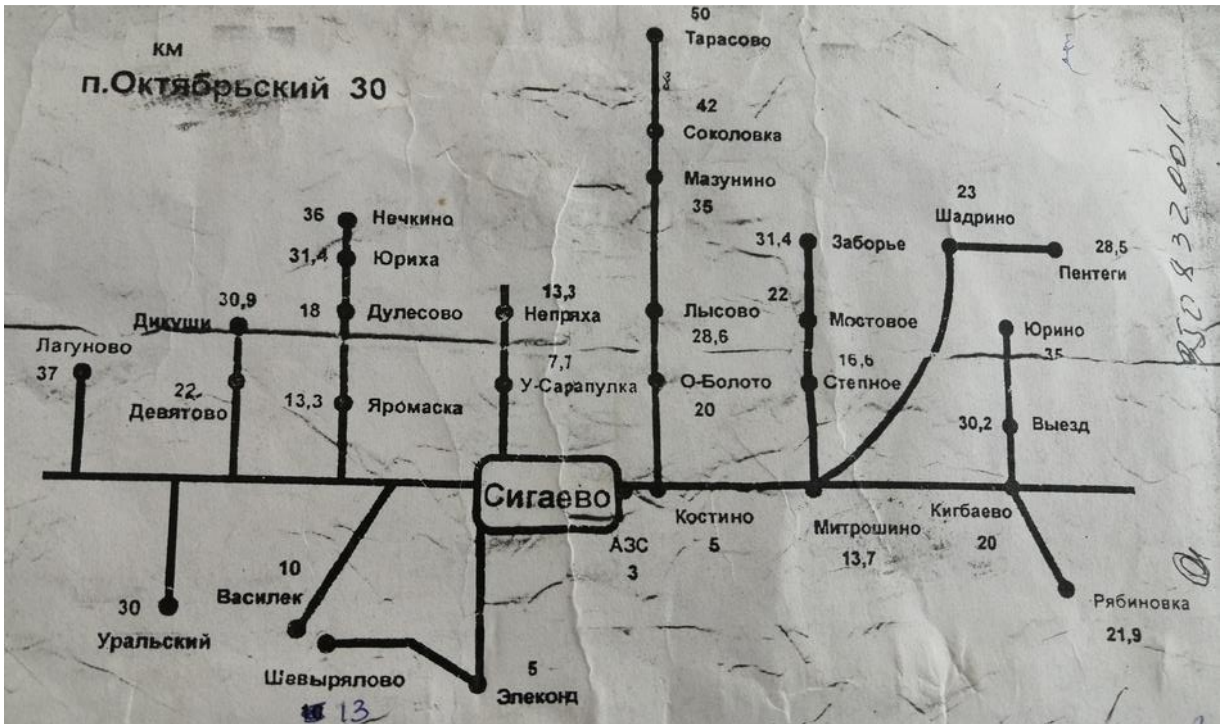 50
Тарасово
км
п.Октябрьский 30
42
Соколовка
Мазунино
35
23
Шадрино
36 Нечкино
31,4 Заборье
28,5
Пентеги
31,4 Юриха
13,3
Непряха
22
Мостовое
30,9
Дикуши
18 Дулесово
Лысово
28,6
Юрино
35
Лагуново
37
7,7
У-Сарапулка
16,6
Степное
22
Девятово
13,3 Яромаска
О-Болото
20
30,2 Выезд
Сигаево
Костино
5
АЗС
3
Митрошино
13,7
Кигбаево
20
10
Василек
30
Уральский
Рябиновка
21,9
Шевырялово
13
5
Элеконд